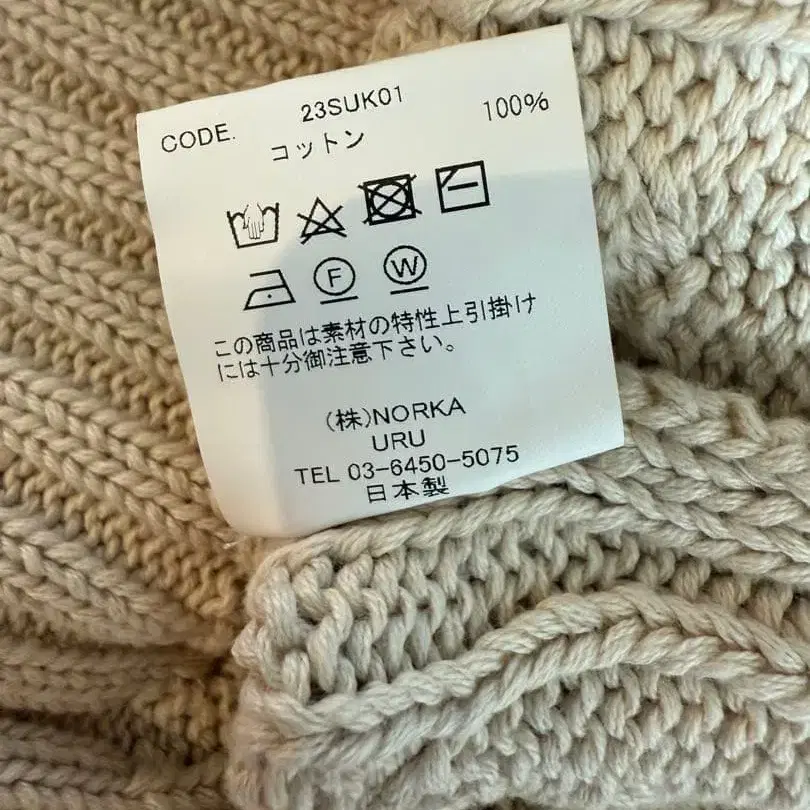 CODE. 23SUK01
コットン 100%
F W
この商品は素材の特性上引掛け
には十分御注意下さい。
(株)NORKA
URU
TEL 03-6450-5075
日本製